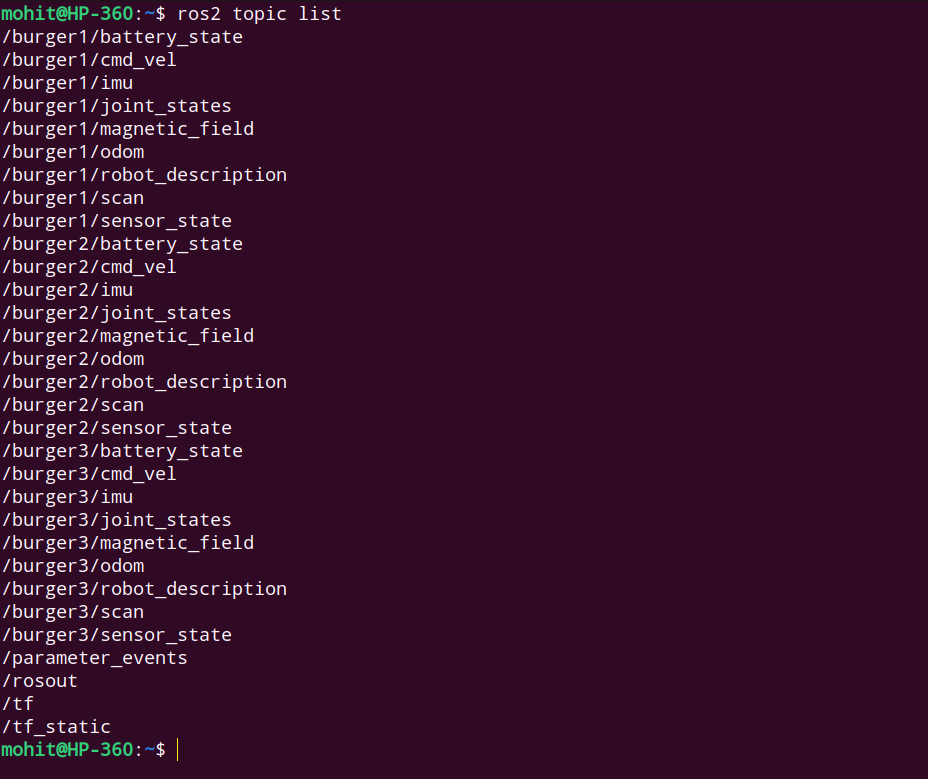 mohit@HP-360:~$ ros2 topic list
/burger1/battery_state
/burger1/cmd_vel
/burger1/imu
/burger1/joint_states
/burger1/magnetic_field
/burger1/odom
/burger1/robot_description
/burger1/scan
/burger1/sensor_state
/burger2/battery_state
/burger2/cmd_vel
/burger2/imu
/burger2/joint_states
/burger2/magnetic_field
/burger2/odom
/burger2/robot_description
/burger2/scan
/burger2/sensor_state
/burger3/battery_state
/burger3/cmd_vel
/burger3/imu
/burger3/joint_states
/burger3/magnetic_field
/burger3/odom
/burger3/robot_description
/burger3/scan
/burger3/sensor_state
/parameter_events
/rosout
/tf
/tf_static
mohit@HP-360:~$